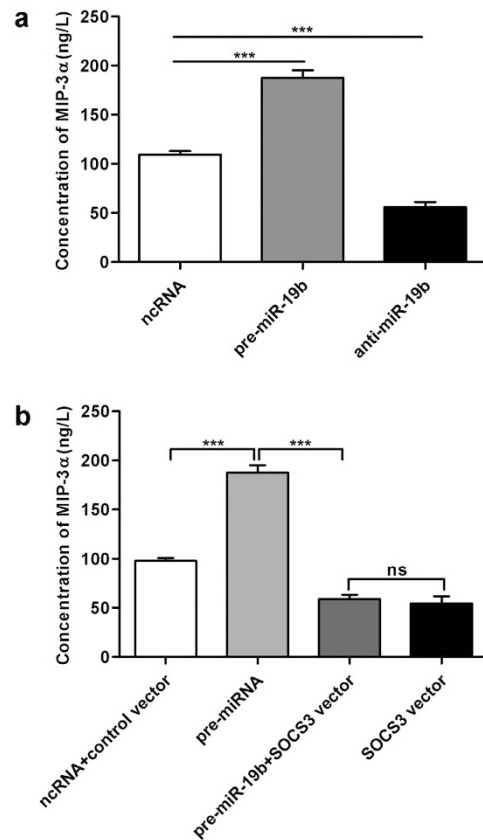 a
***
***
Concentration of MIP-3α (ng/L)
250
200
150
100
50
0
ncRNA
pre-miR-19b
anti-miR-19b
b
Concentration of MIP-3α (ng/L)
250
200
150
100
50
0
***
***
ns
ncRNA+control vector
pre-miRNA
pre-miR-19b+SOCS3 vector
SOCS3 vector